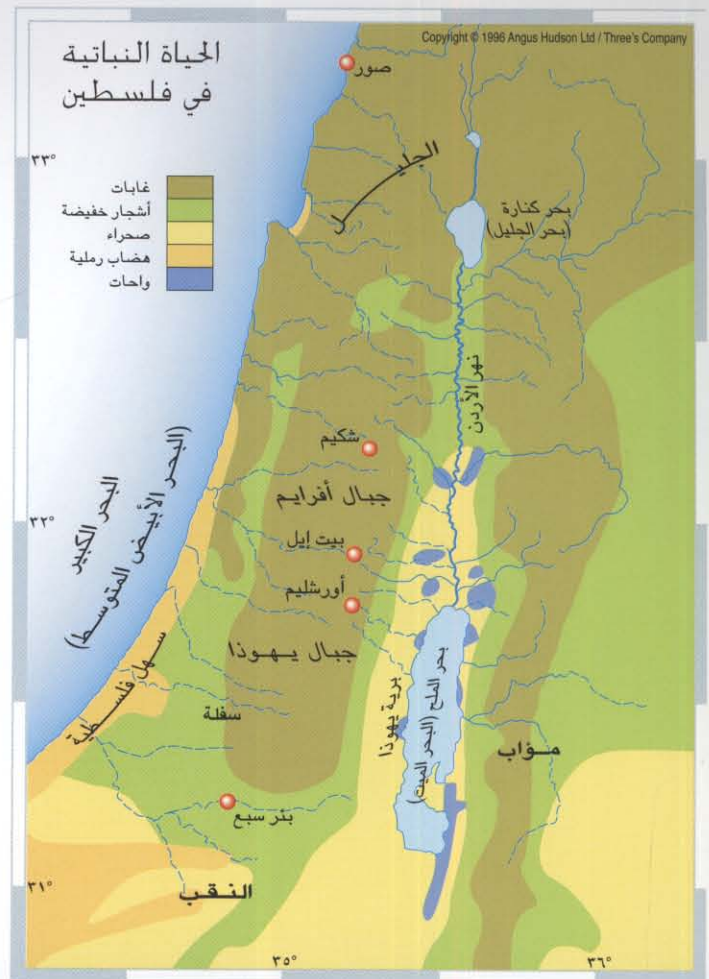 Copyright © 1996 Angus Hudson Ltd / Three's Company
الحياة النباتية
في فلسطين
صور
٣٣°
الجليل
غابات
أشجار خفيضة
صحراء
هضاب رملية
واحات
بحر كنارة
(بحر الجليل)
نهر الأردن
شكيم
جبال أفرايم
البحر الكبير
(البحر الأبيض المتوسط)
٣٢°
بيت إيل
أورشليم
جبال يهوذا
سهل فلسطية
سفلة
برية يهوذا
بحر الملح (البحر الميت)
مؤاب
بئر سبع
النقب
٣١°
٣٥°
٣٦°